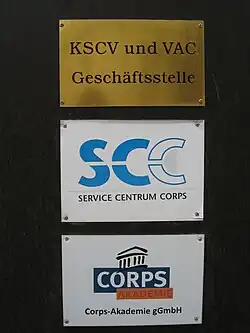 KSCV und VAC
Geschäftsstelle
SCC
SERVICE CENTRUM CORPS
CORPS
AKADEMIE
Corps-Akademie gGmbH